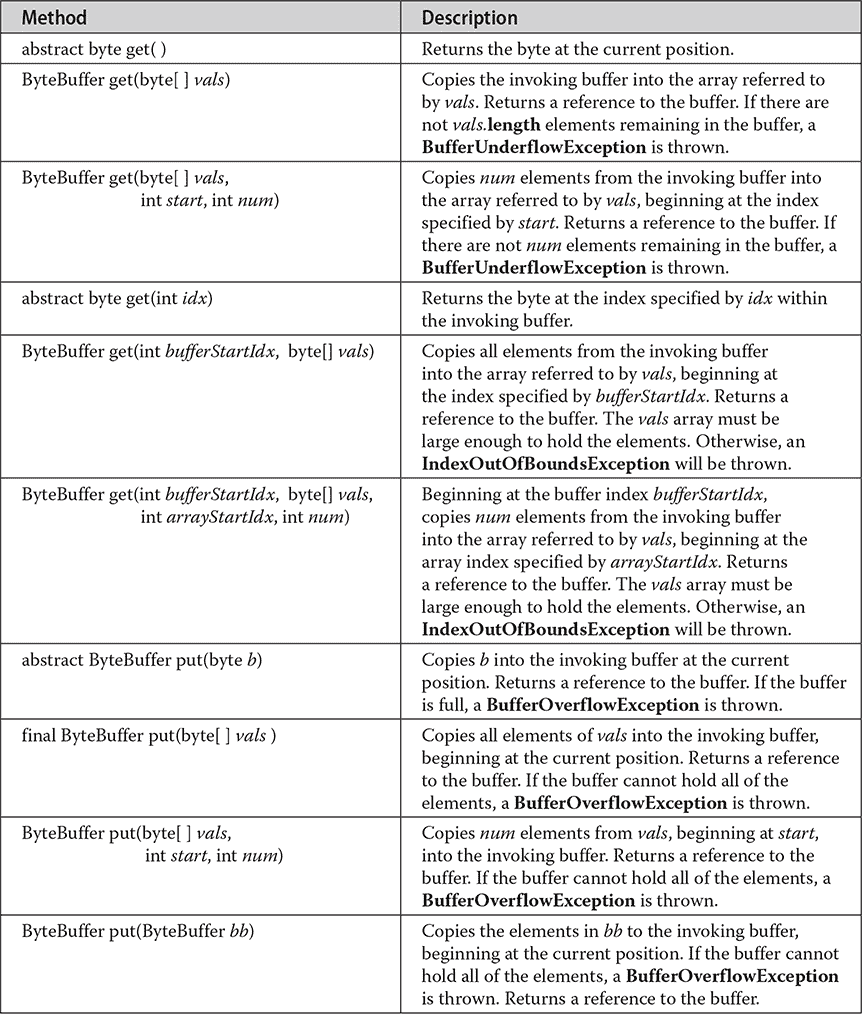 Method
Description
abstract byte get( )
Returns the byte at the current position.
ByteBuffer get(byte[ ] vals)
Copies the invoking buffer into the array referred to
by vals. Returns a reference to the buffer. If there are
not vals.length elements remaining in the buffer, a
BufferUnderflowException is thrown.
ByteBuffer get(byte[ ] vals,
int start, int num)
Copies num elements from the invoking buffer into
the array referred to by vals, beginning at the index
specified by start. Returns a reference to the buffer. If
there are not num elements remaining in the buffer, a
BufferUnderflowException is thrown.
abstract byte get(int idx)
Returns the byte at the index specified by idx within
the invoking buffer.
ByteBuffer get(int bufferStartIdx, byte[] vals)
Copies all elements from the invoking buffer
into the array referred to by vals, beginning at
the index specified by bufferStartIdx. Returns a
reference to the buffer. The vals array must be
large enough to hold the elements. Otherwise, an
IndexOutOfBoundsException will be thrown.
ByteBuffer get(int bufferStartIdx, byte[] vals,
int arrayStartIdx, int num)
Beginning at the buffer index bufferStartIdx,
copies num elements from the invoking buffer
into the array referred to by vals, beginning at the
array index specified by arrayStartIdx. Returns
a reference to the buffer. The vals array must be
large enough to hold the elements. Otherwise, an
IndexOutOfBoundsException will be thrown.
abstract ByteBuffer put(byte b)
Copies b into the invoking buffer at the current
position. Returns a reference to the buffer. If the buffer
is full, a BufferOverflowException is thrown.
final ByteBuffer put(byte[ ] vals )
Copies all elements of vals into the invoking buffer,
beginning at the current position. Returns a reference
to the buffer. If the buffer cannot hold all of the
elements, a BufferOverflowException is thrown.
ByteBuffer put(byte[ ] vals,
int start, int num)
Copies num elements from vals, beginning at start,
into the invoking buffer. Returns a reference to the
buffer. If the buffer cannot hold all of the elements, a
BufferOverflowException is thrown.
ByteBuffer put(ByteBuffer bb)
Copies the elements in bb to the invoking buffer,
beginning at the current position. If the buffer cannot
hold all of the elements, a BufferOverflowException
is thrown. Returns a reference to the buffer.